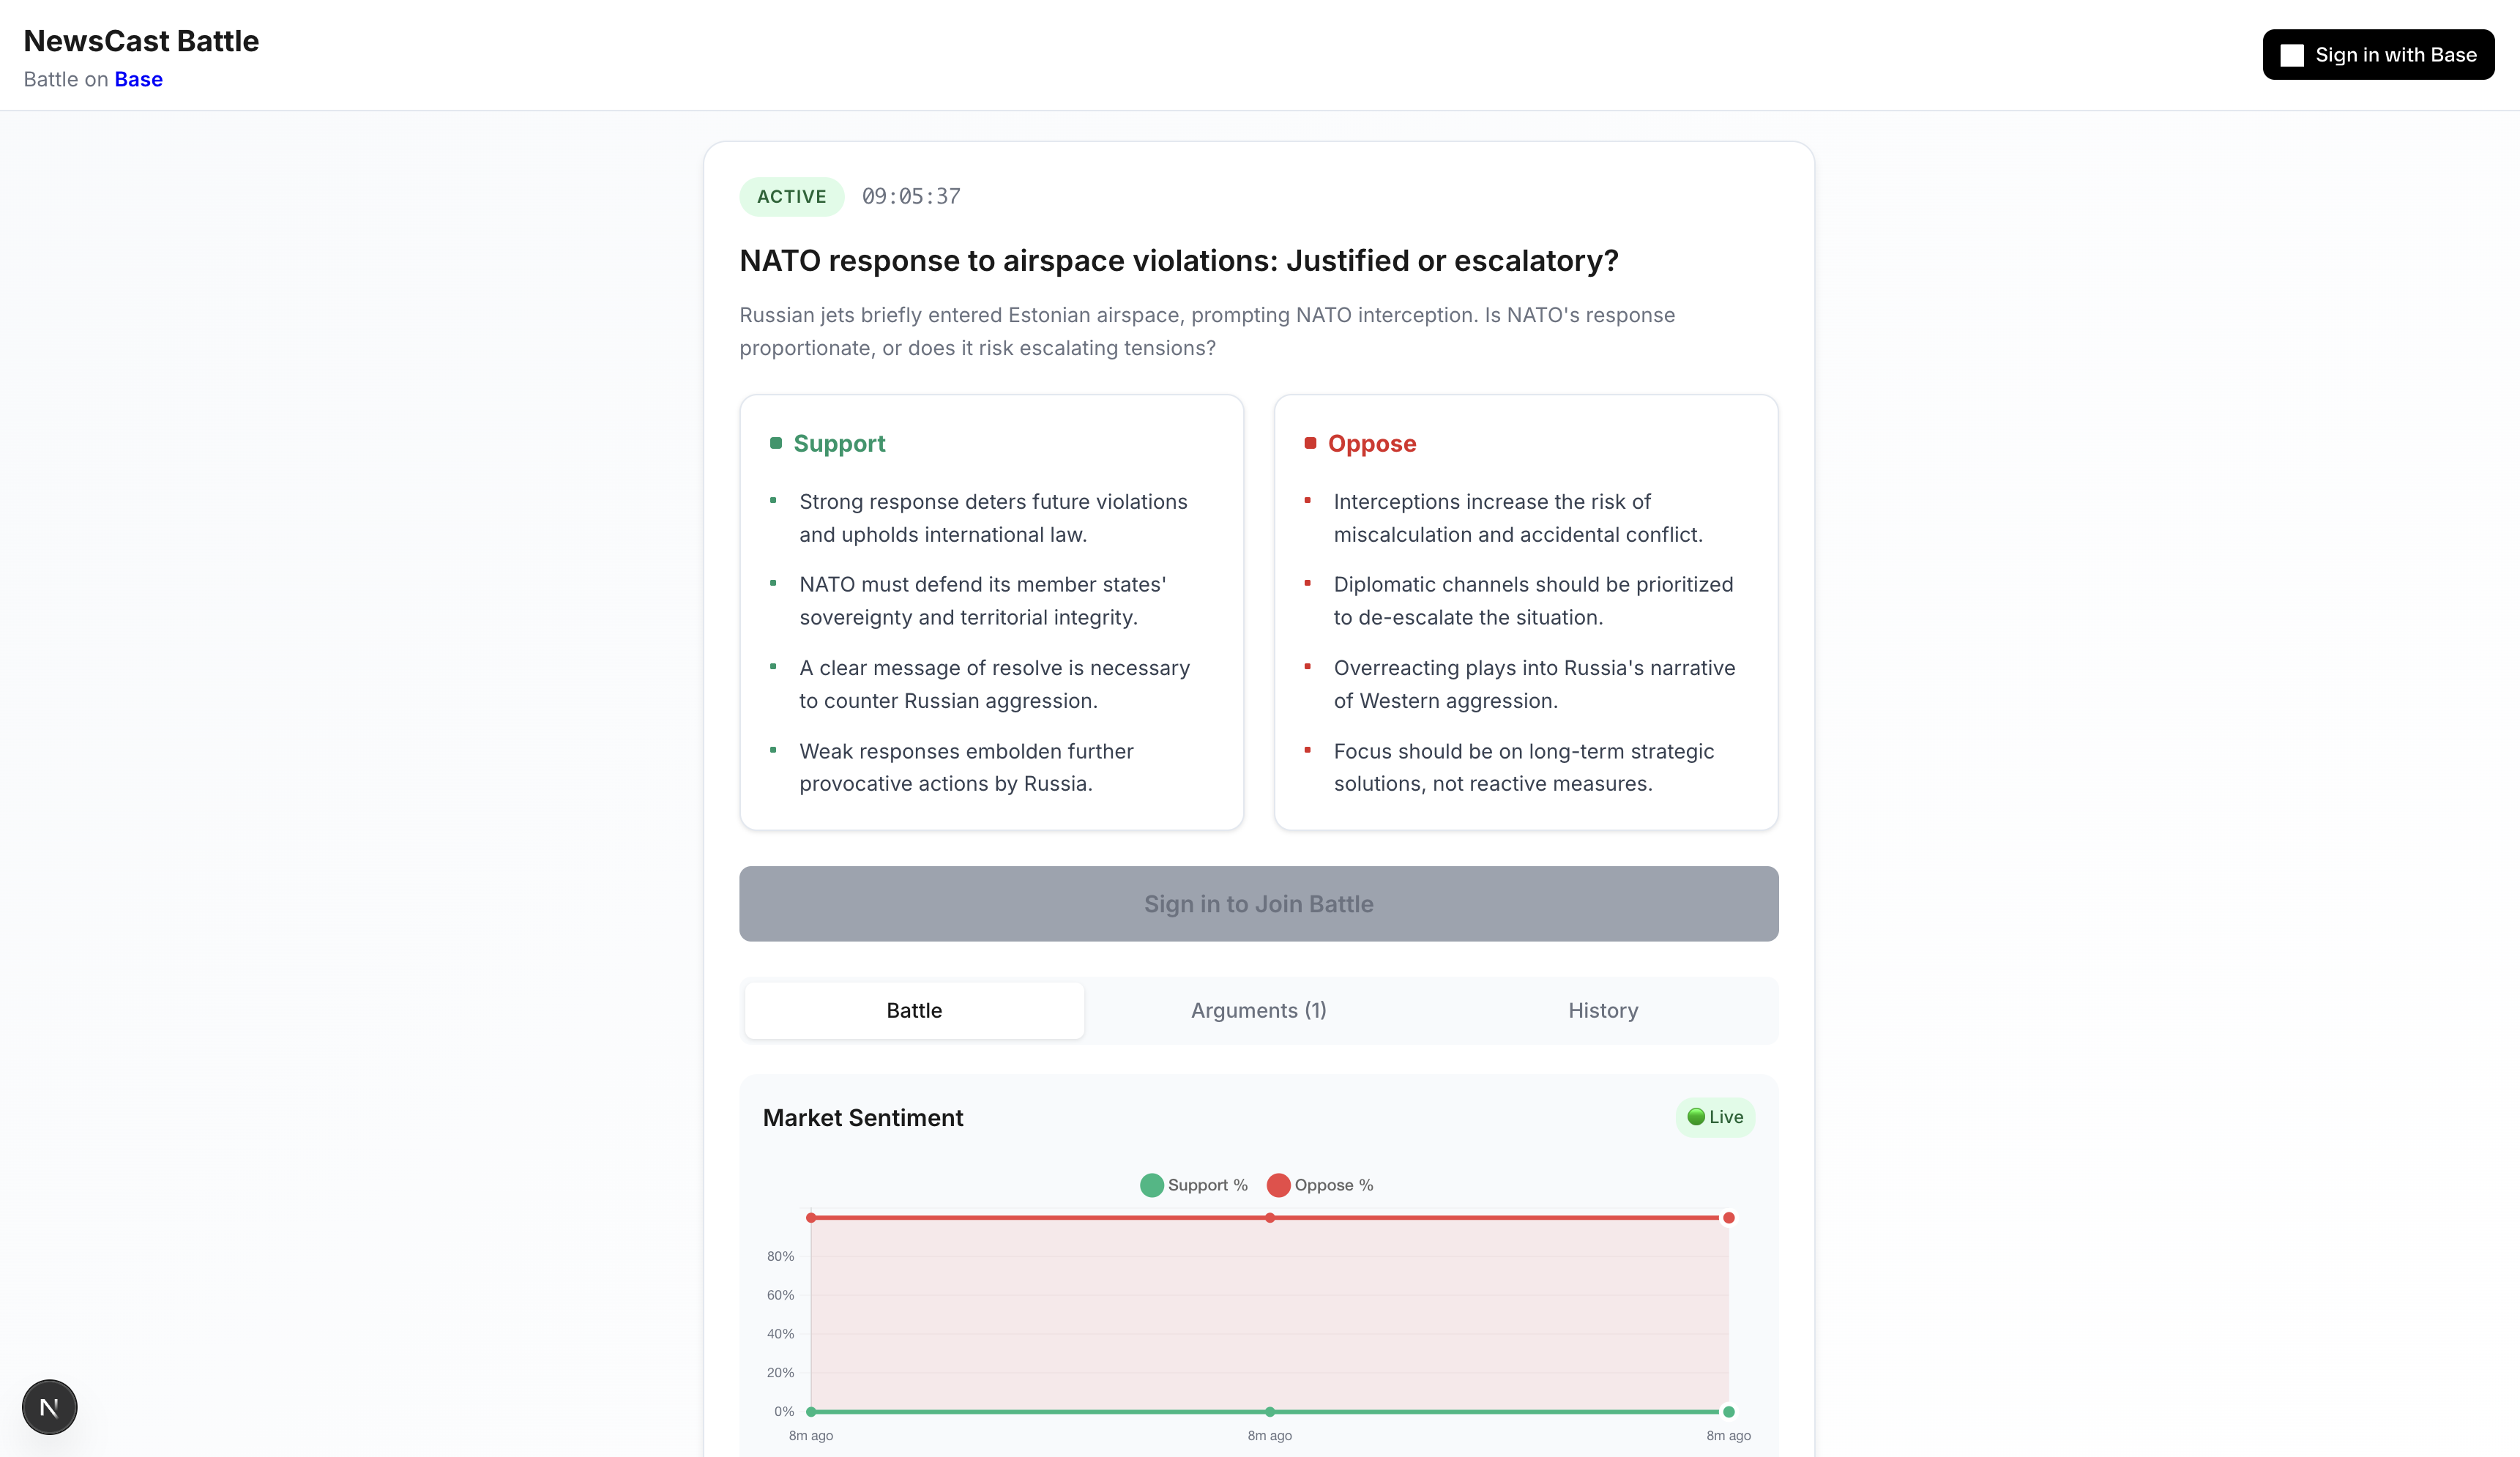 NewsCast Battle
Battle on Base
Sign in with Base
ACTIVE 09:05:37
NATO response to airspace violations: Justified or escalatory?
Russian jets briefly entered Estonian airspace, prompting NATO interception. Is NATO's response
proportionate, or does it risk escalating tensions?
Support
Strong response deters future violations
and upholds international law.
NATO must defend its member states'
sovereignty and territorial integrity.
A clear message of resolve is necessary
to counter Russian aggression.
Weak responses embolden further
provocative actions by Russia.
Oppose
Interceptions increase the risk of
miscalculation and accidental conflict.
Diplomatic channels should be prioritized
to de-escalate the situation.
Overreacting plays into Russia's narrative
of Western aggression.
Focus should be on long-term strategic
solutions, not reactive measures.
Sign in to Join Battle
Battle Arguments (1) History
Market Sentiment
Live
Support % Oppose %
80%
60%
40%
20%
0%
8m ago 8m ago 8m ago
N